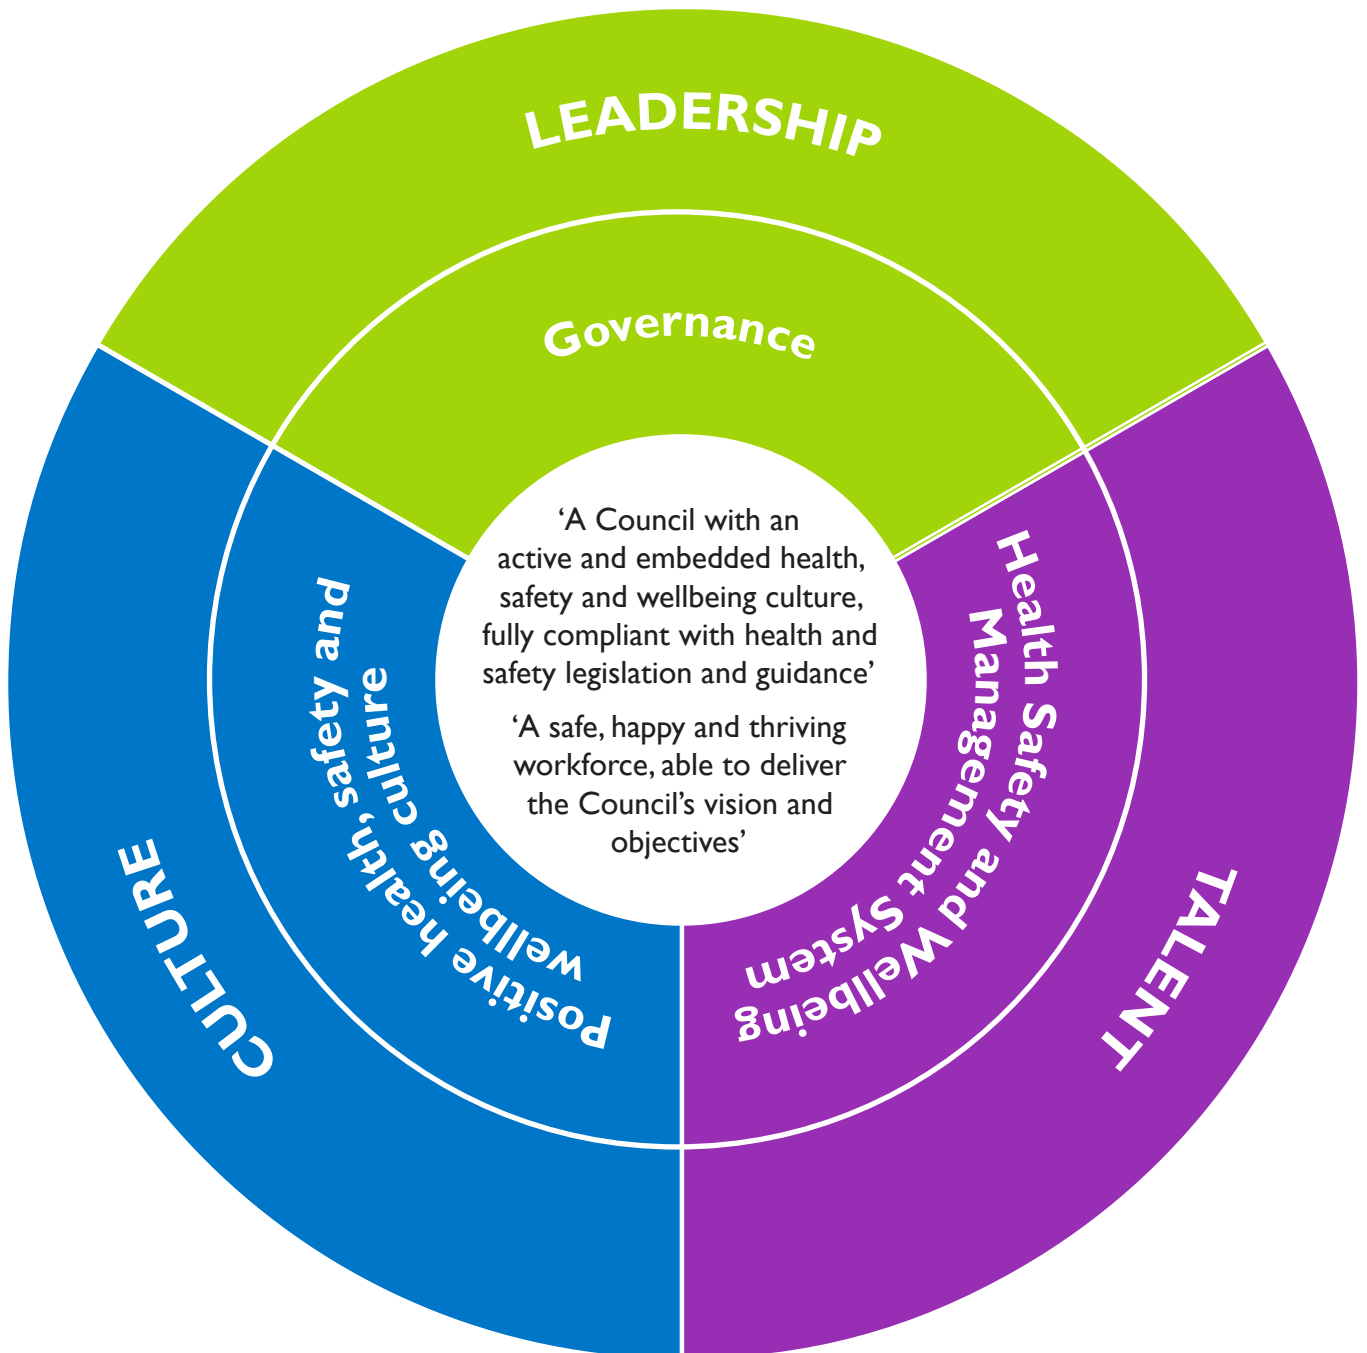 LEADERSHIP
Governance
‘A Council with an
active and embedded health,
safety and wellbeing culture,
fully compliant with health and
safety legislation and guidance’
‘A safe, happy and thriving
workforce, able to deliver
the Council’s vision and
objectives’
Health Safety and Wellbeing
Management System
TALENT
Positive health, safety and
wellbeing culture
CULTURE